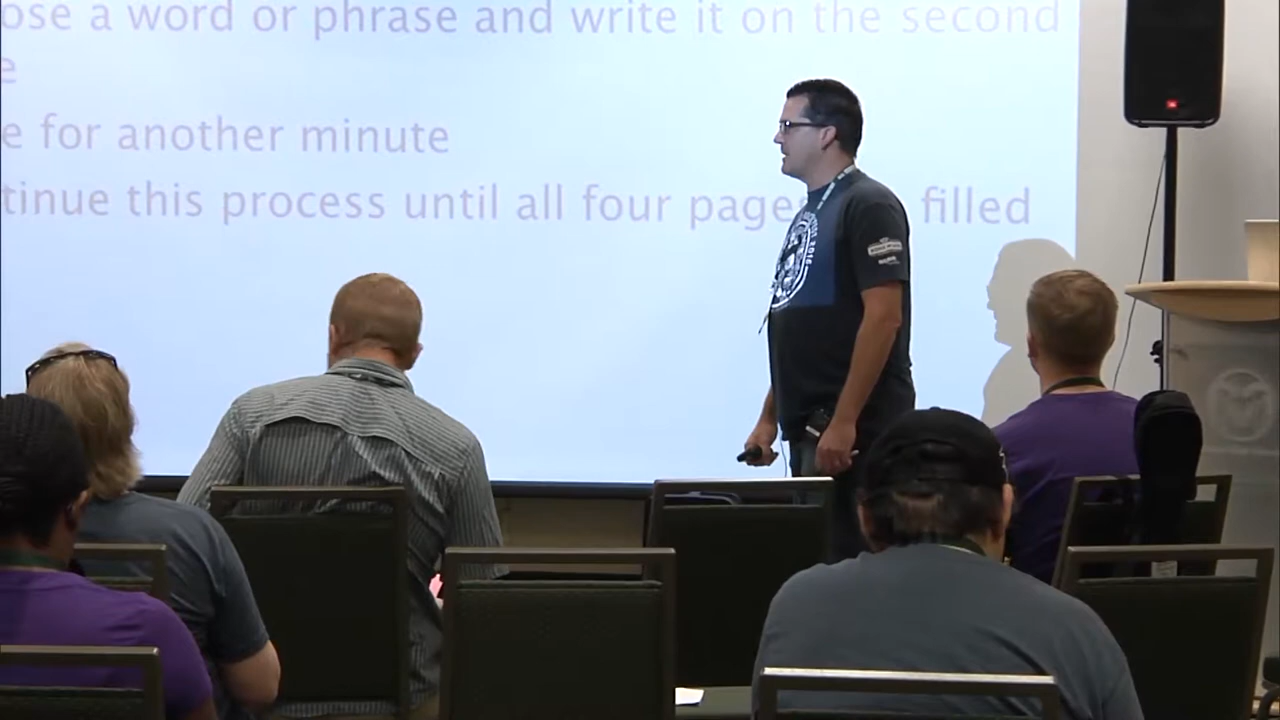 ose a word or phrase and write it on the second
e
e for another minute
tinue this process until all four pages filled
2016